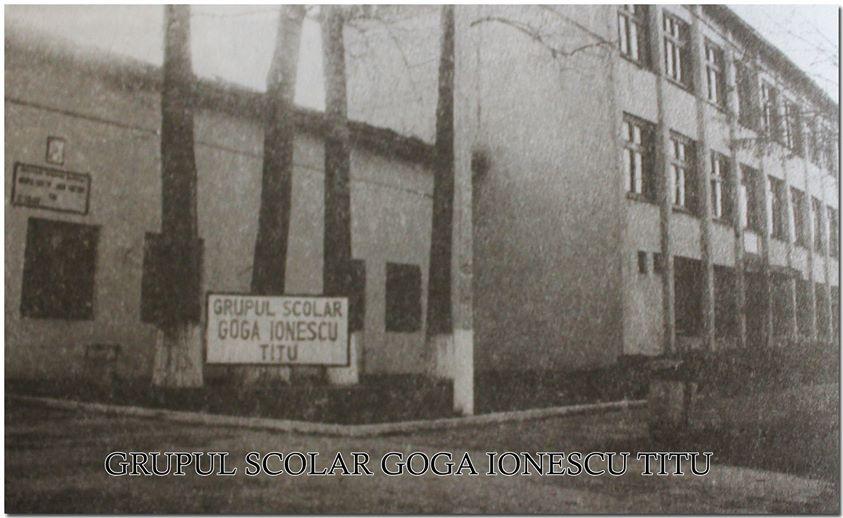 GRUPUL SCOLAR
GOGA IONESCU
TITU
GRUPUL SCOLAR GOGA IONESCU TITU